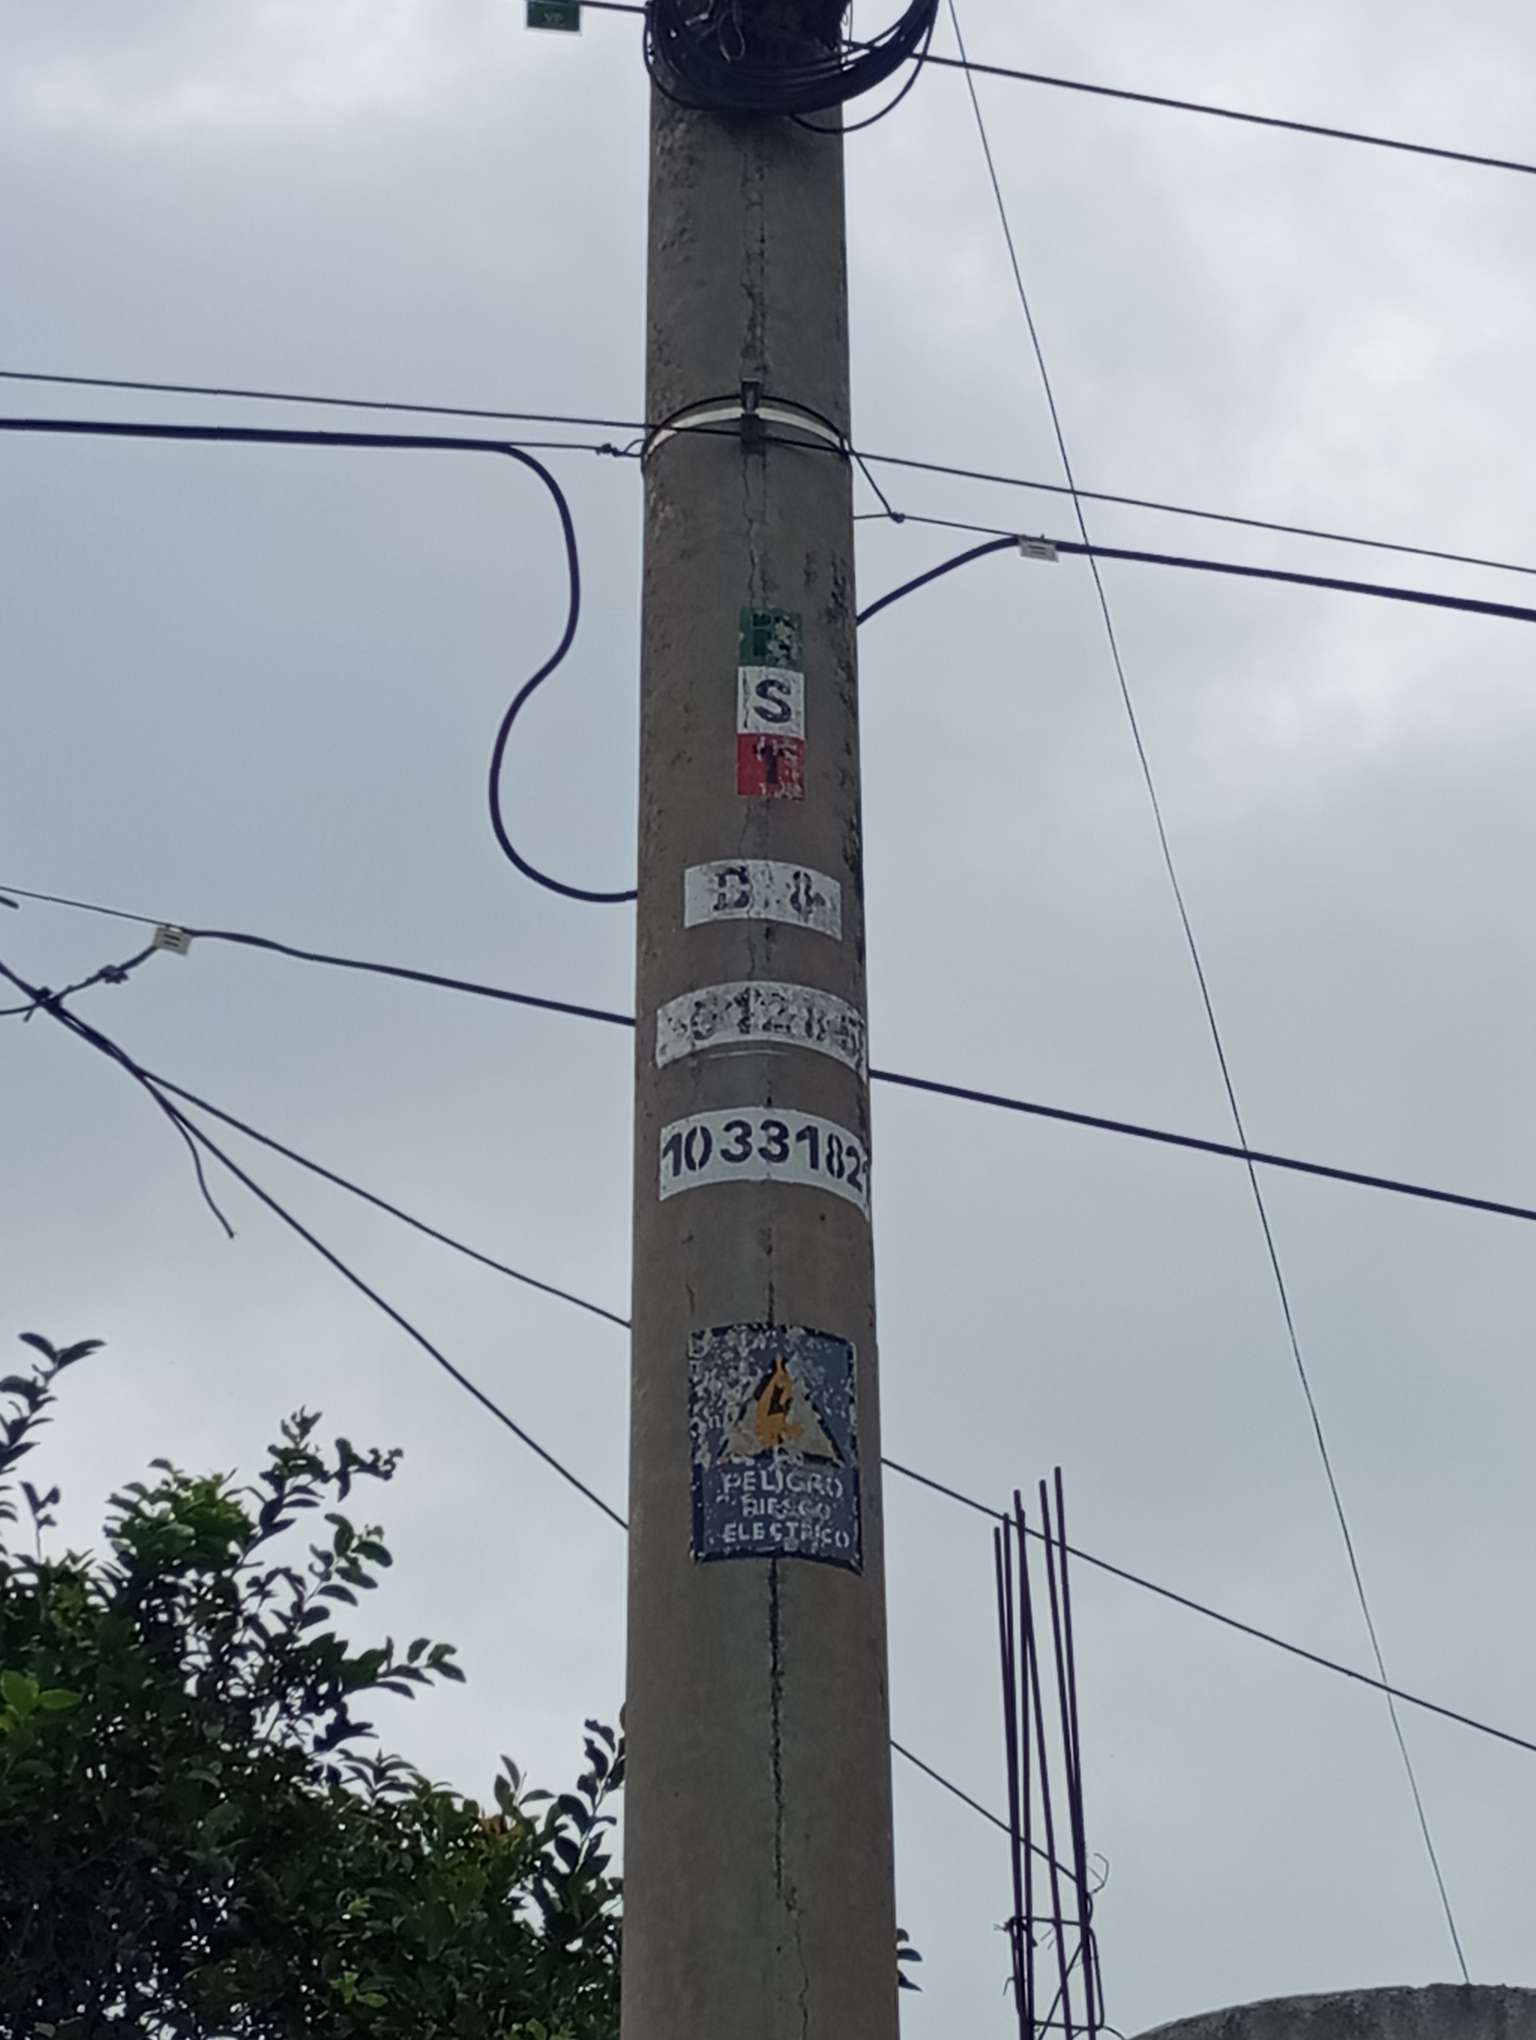 R
S
T
B 8
1033182
PELIGRO
RIESGO
ELECTRICO